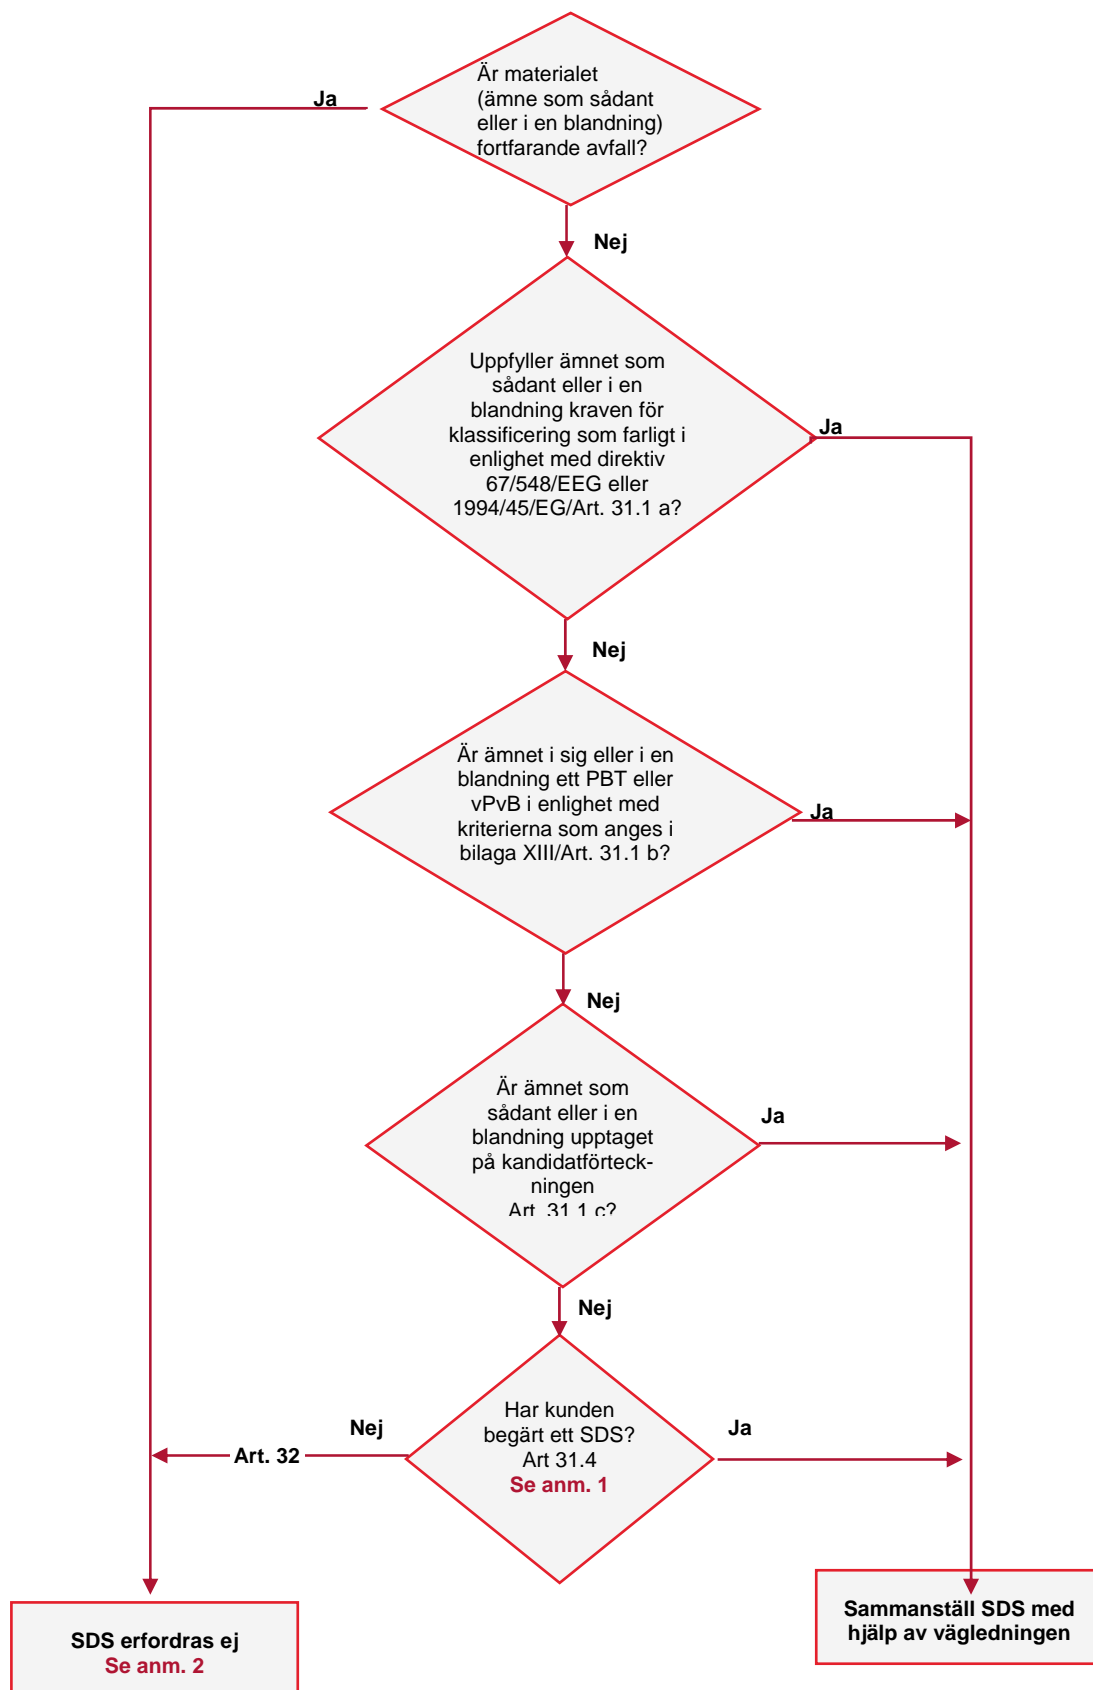 Är materialet
(ämne som sådant
eller i en blandning)
fortfarande avfall?
Ja
Nej
Uppfyller ämnet som
sådant eller i en
blandning kraven för
klassificering som farligt i
enlighet med direktiv
67/548/EEG eller
1994/45/EG/Art. 31.1 a?
Ja
Nej
Är ämnet i sig eller i en
blandning ett PBT eller
vPvB i enlighet med
kriterierna som anges i
bilaga XIII/Art. 31.1 b?
Ja
Nej
Är ämnet som
sådant eller i en
blandning upptaget
på kandidatförteck-
ningen
Art. 31.1 c?
Ja
Nej
Har kunden
begärt ett SDS?
Art 31.4
Se anm. 1
Nej
Art. 32
Ja
SDS erfordras ej
Se anm. 2
Sammanställ SDS med
hjälp av vägledningen